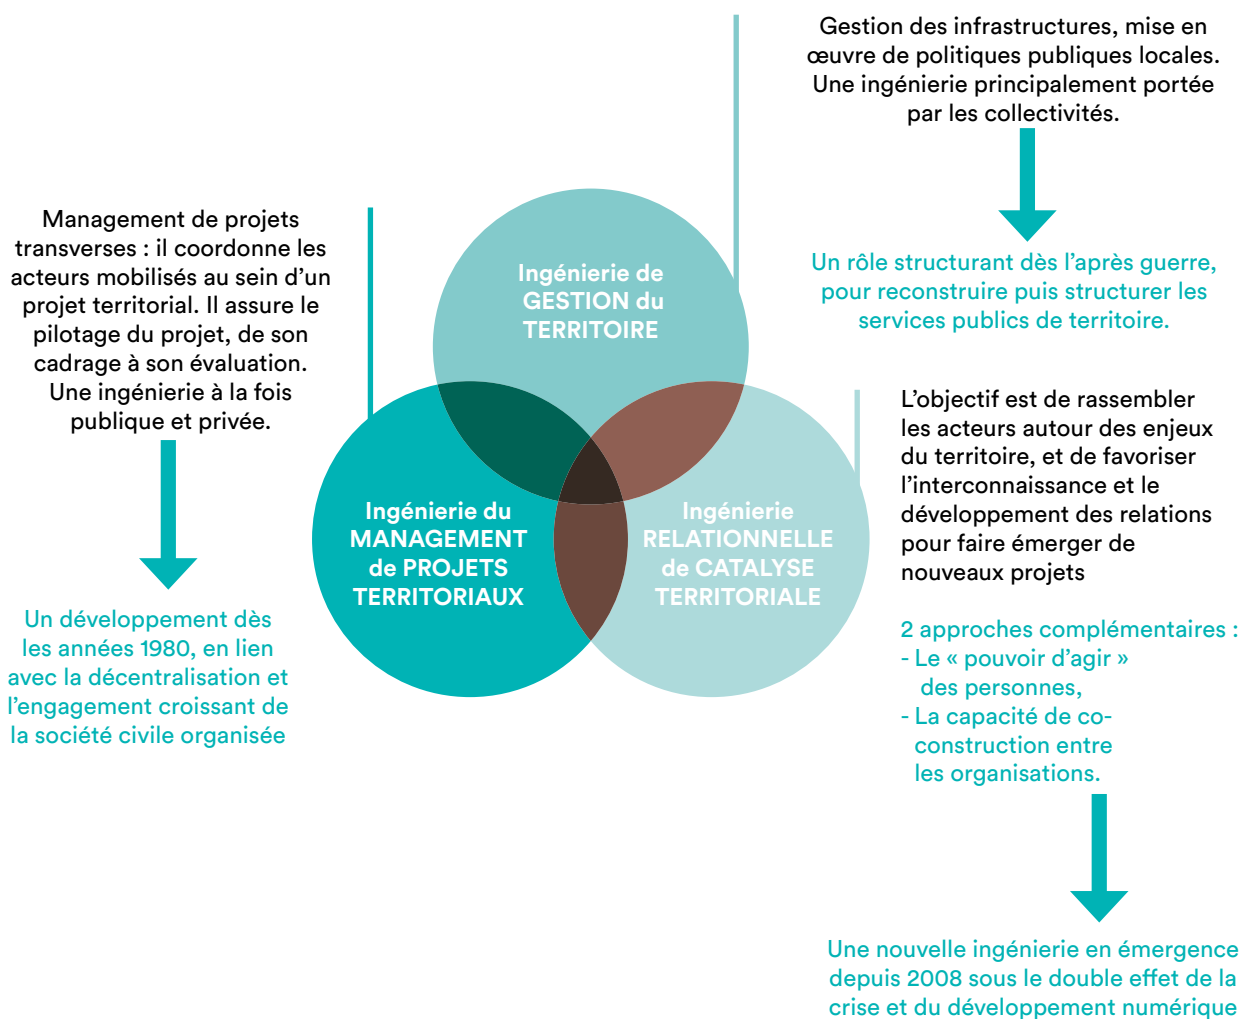 Gestion des infrastructures, mise en
œuvre de politiques publiques locales.
Une ingénierie principalement portée
par les collectivités.
Un rôle structurant dès l’après guerre,
pour reconstruire puis structurer les
services publics de territoire.
Management de projets
transverses : il coordonne les
acteurs mobilisés au sein d’un
projet territorial. Il assure le
pilotage du projet, de son
cadrage à son évaluation.
Une ingénierie à la fois
publique et privée.
Un développement dès
les années 1980, en lien
avec la décentralisation et
l’engagement croissant de
la société civile organisée
Ingénierie de
GESTION du
TERRITOIRE
Ingénierie du
MANAGEMENT
de PROJETS
TERRITORIAUX
Ingénierie
RELATIONNELLE
de CATALYSE
TERRITORIALE
L’objectif est de rassembler
les acteurs autour des enjeux
du territoire, et de favoriser
l’interconnaissance et le
développement des relations
pour faire émerger de
nouveaux projets
2 approches complémentaires :
- Le « pouvoir d’agir »
des personnes,
- La capacité de co-
construction entre
les organisations.
Une nouvelle ingénierie en émergence
depuis 2008 sous le double effet de la
crise et du développement numérique